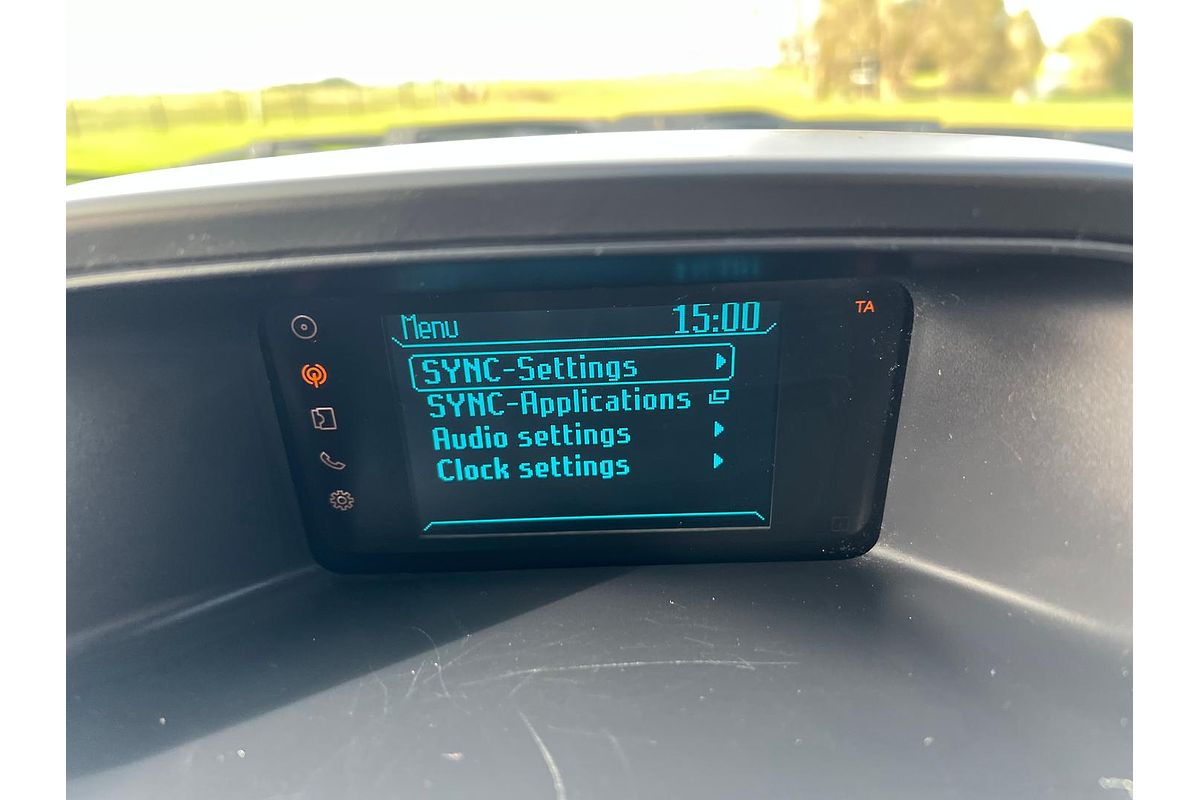 Menu 15:00
TA
SYNC-Settings
SYNC-Applications
Audio settings
Clock settings